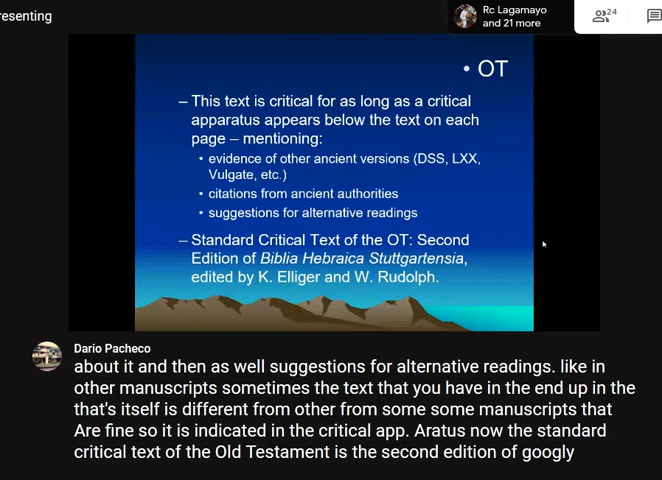 resenting
Rc Lagamayo
and 21 more
24
• OT
– This text is critical for as long as a critical
apparatus appears below the text on each
page – mentioning:
• evidence of other ancient versions (DSS, LXX,
Vulgate, etc.)
• citations from ancient authorities
• suggestions for alternative readings
– Standard Critical Text of the OT: Second
Edition of Biblia Hebraica Stuttgartensia,
edited by K. Elliger and W. Rudolph.
Dario Pacheco
about it and then as well suggestions for alternative readings. like in
other manuscripts sometimes the text that you have in the end up in the
that's itself is different from other from some some manuscripts that
Are fine so it is indicated in the critical app. Aratus now the standard
critical text of the Old Testament is the second edition of googly